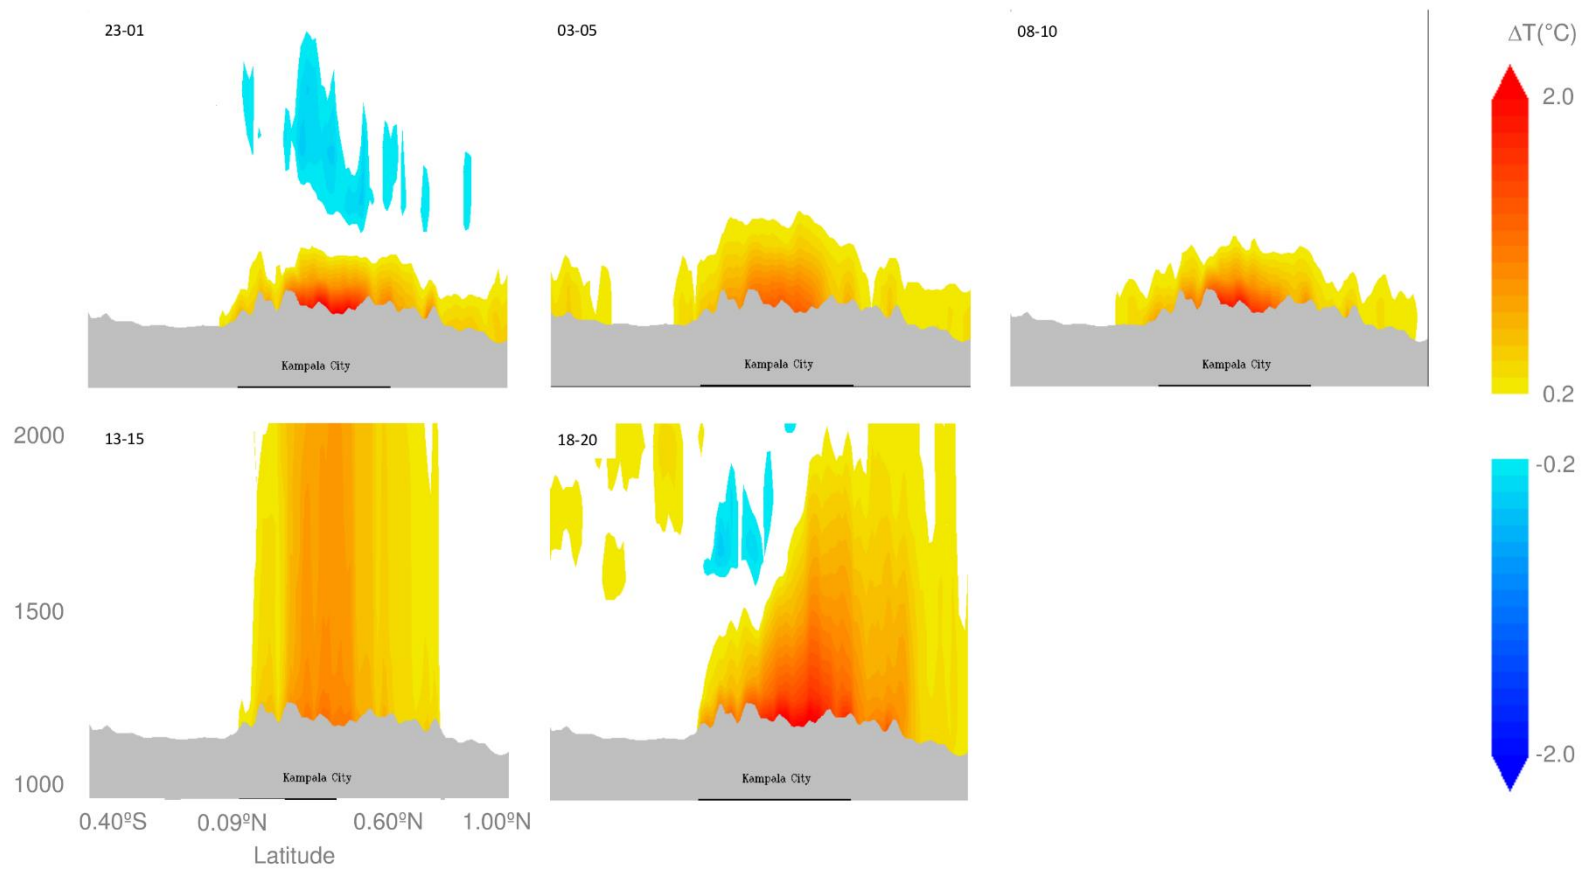 23-01
03-05
08-10
ΔT(°C)
2.0
Kampala City
Kampala City
Kampala City
0.2
2000
13-15
18-20
-0.2
1500
-2.0
Kampala City
Kampala City
1000
0.40ºS
0.09ºN
0.60ºN
1.00ºN
Latitude